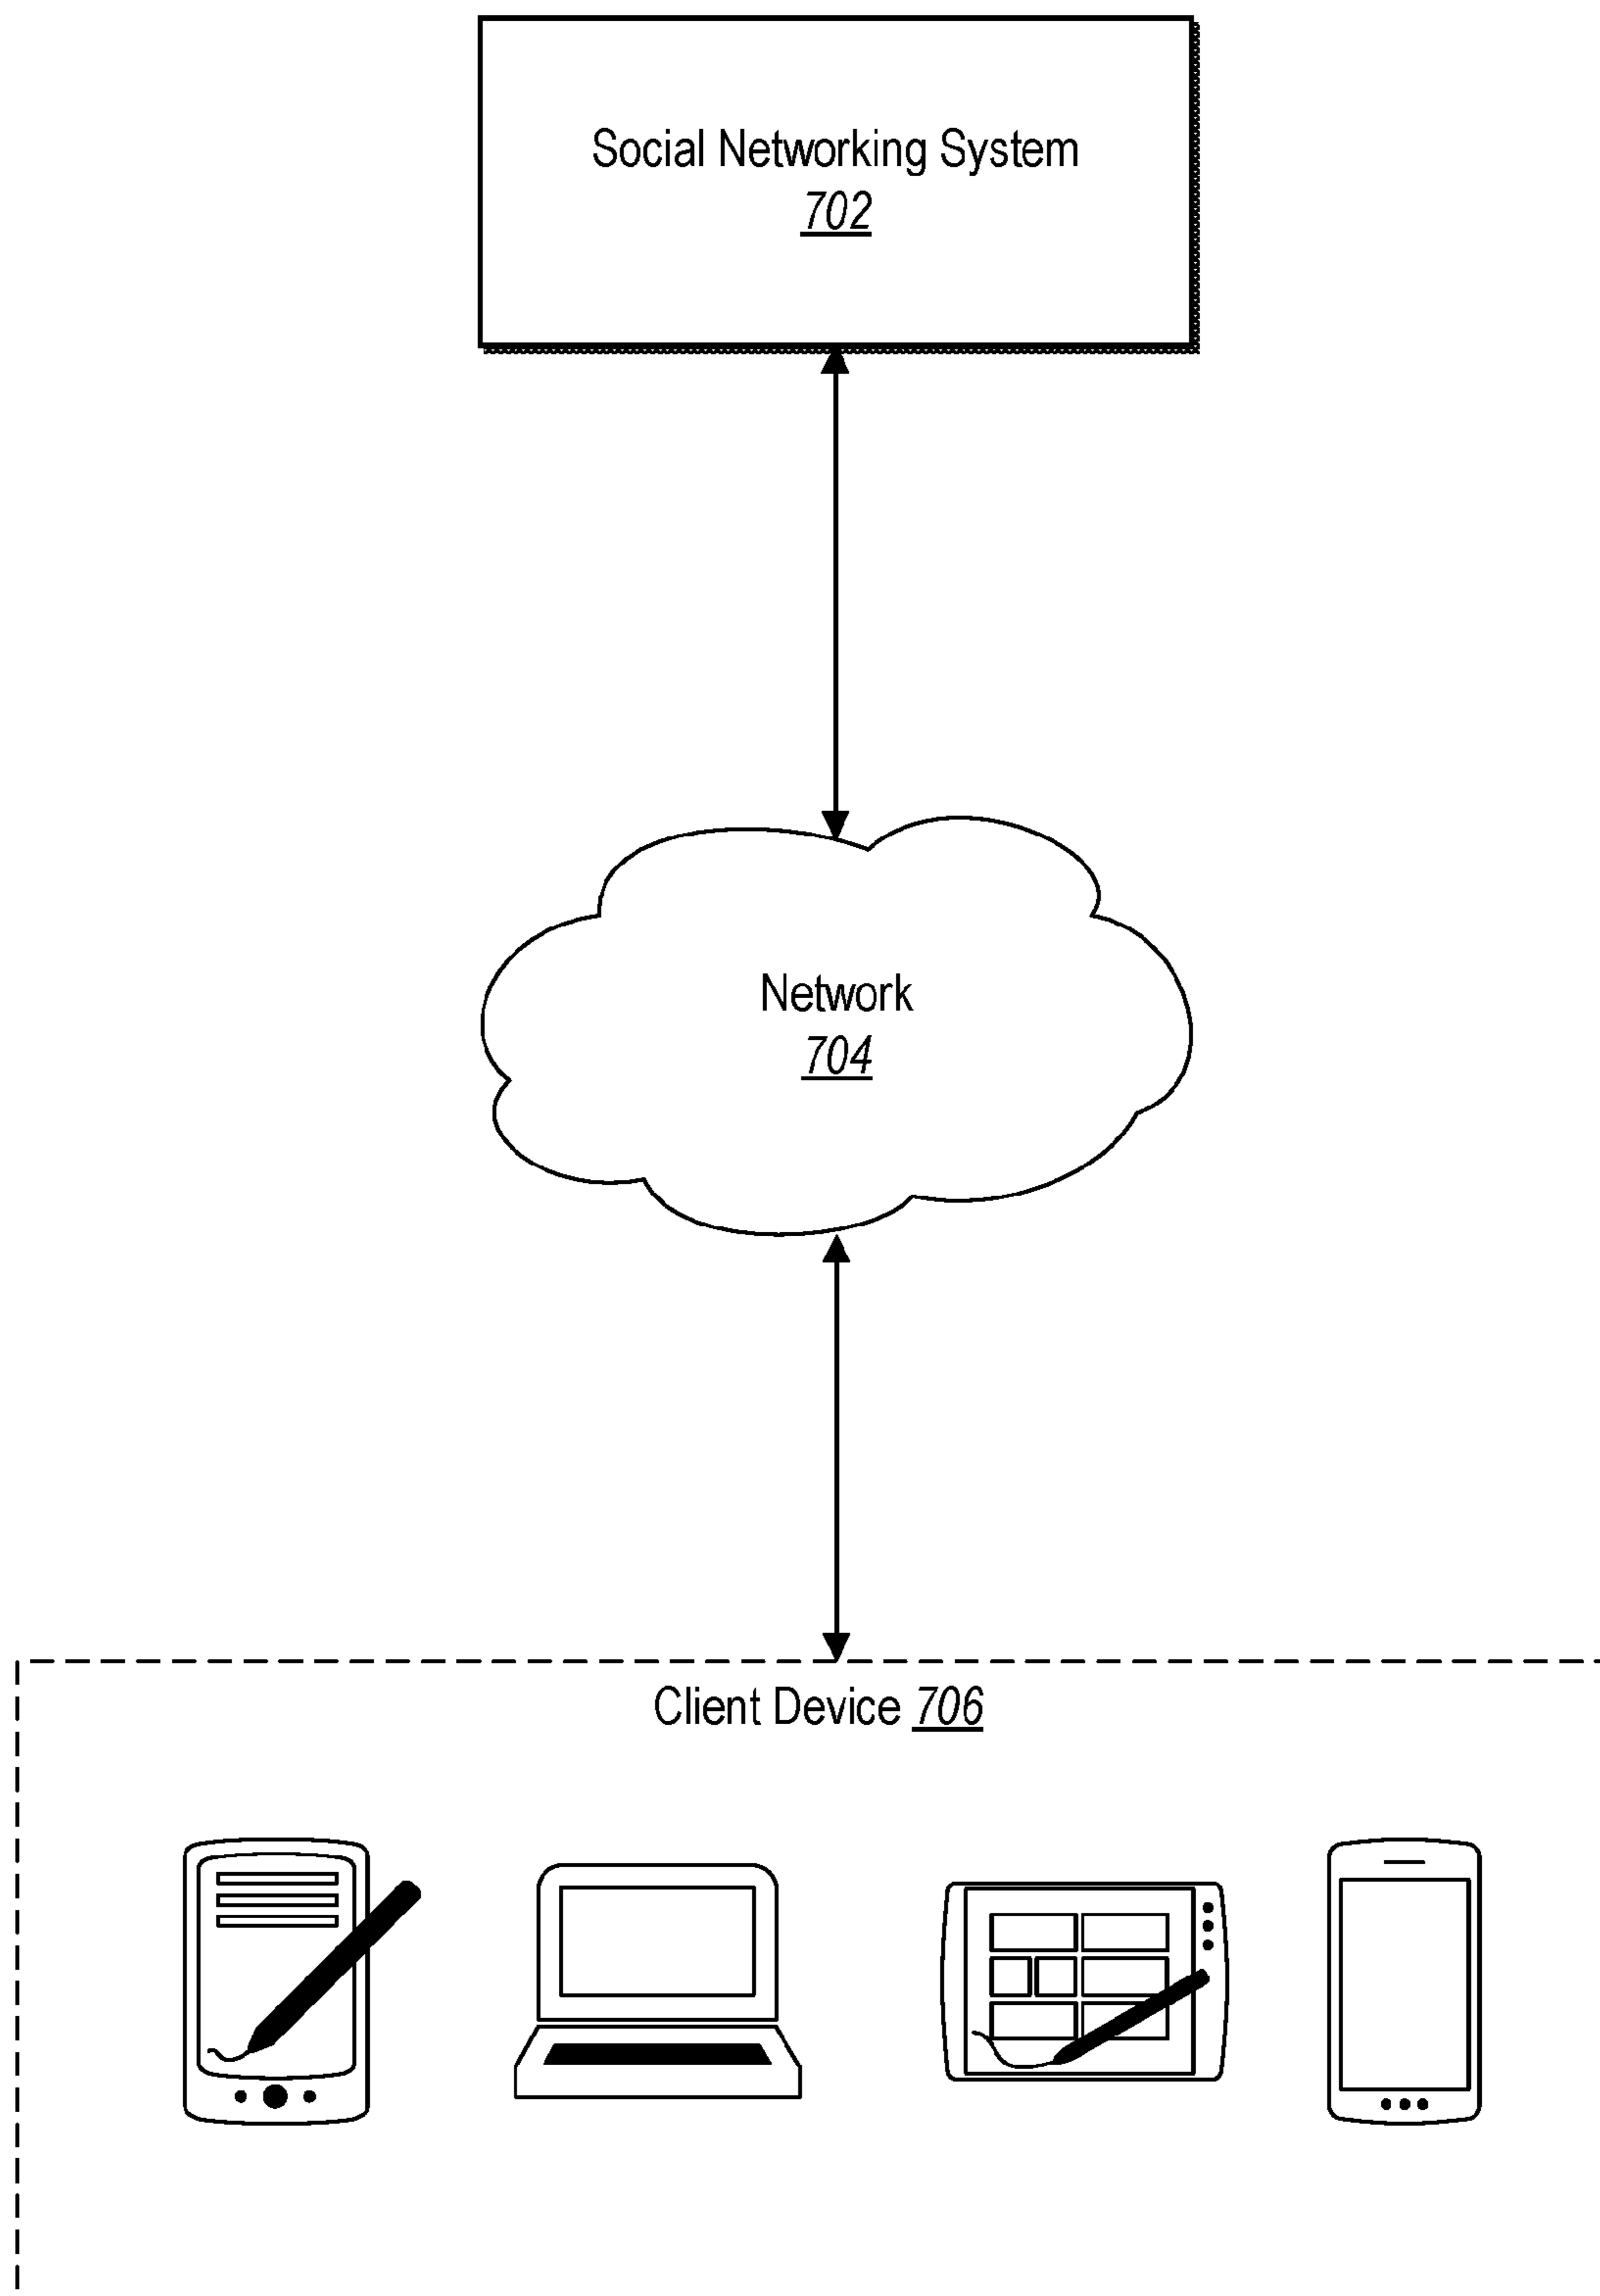 Social Networking System
702
Network
704
Client Device 706